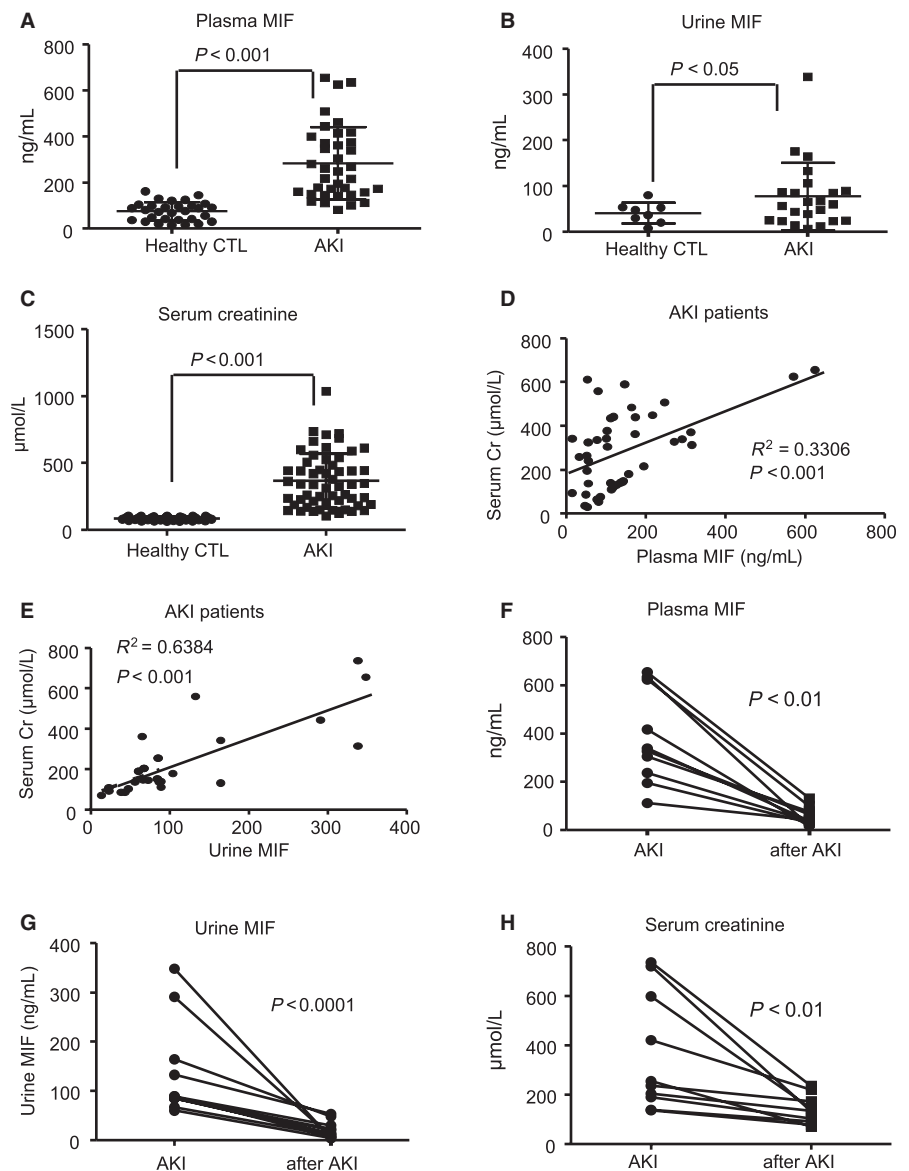 A
Plasma MIF
P < 0.001
ng/mL
800
600
400
200
0
Healthy CTL
AKI
B
Urine MIF
P < 0.05
ng/mL
400
300
200
100
0
Healthy CTL
AKI
C
Serum creatinine
P < 0.001
μmol/L
1500
1000
500
0
Healthy CTL
AKI
D
AKI patients
Serum Cr (μmol/L)
800
600
400
200
0
R² = 0.3306
P < 0.001
0
200
400
600
800
Plasma MIF (ng/mL)
E
AKI patients
R² = 0.6384
P < 0.001
Serum Cr (μmol/L)
800
600
400
200
0
0
100
200
300
400
Urine MIF
F
Plasma MIF
P < 0.01
ng/mL
800
600
400
200
0
AKI
after AKI
G
Urine MIF
P < 0.0001
Urine MIF (ng/mL)
400
300
200
100
0
AKI
after AKI
H
Serum creatinine
P < 0.01
μmol/L
800
600
400
200
0
AKI
after AKI